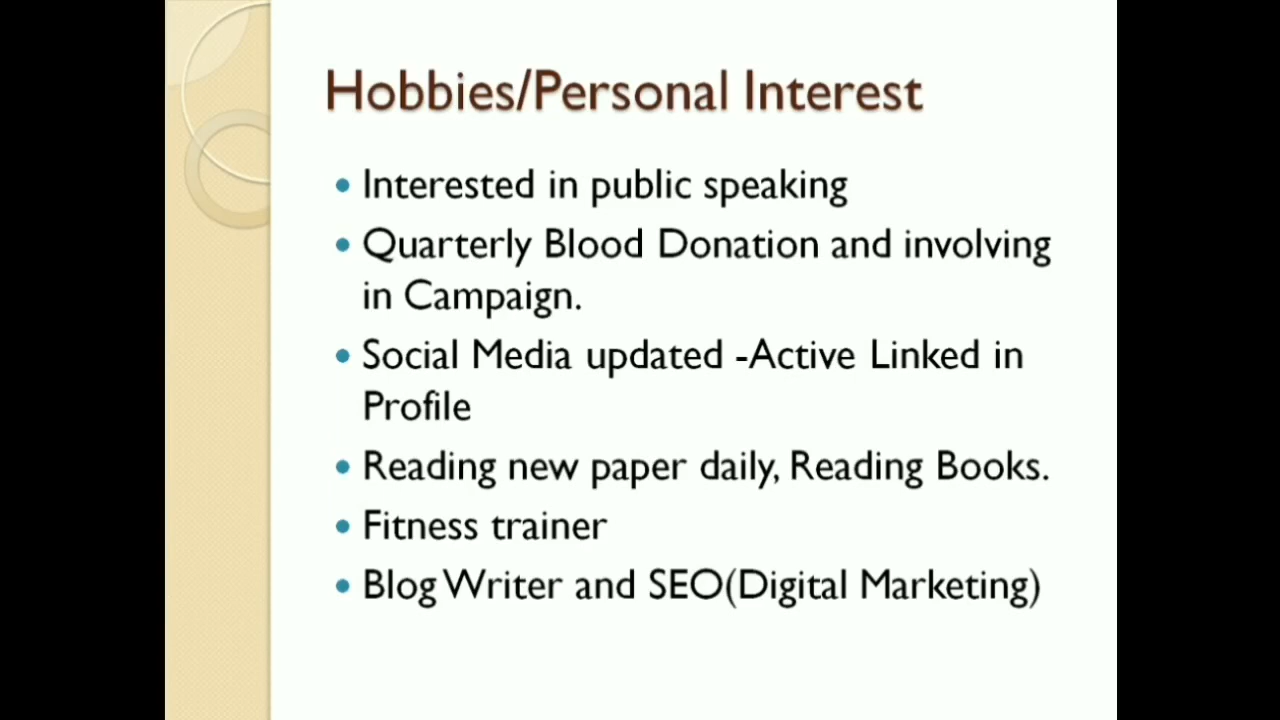 Hobbies/Personal Interest
Interested in public speaking
Quarterly Blood Donation and involving
in Campaign.
Social Media updated -Active Linked in
Profile
Reading new paper daily, Reading Books.
Fitness trainer
Blog Writer and SEO(Digital Marketing)